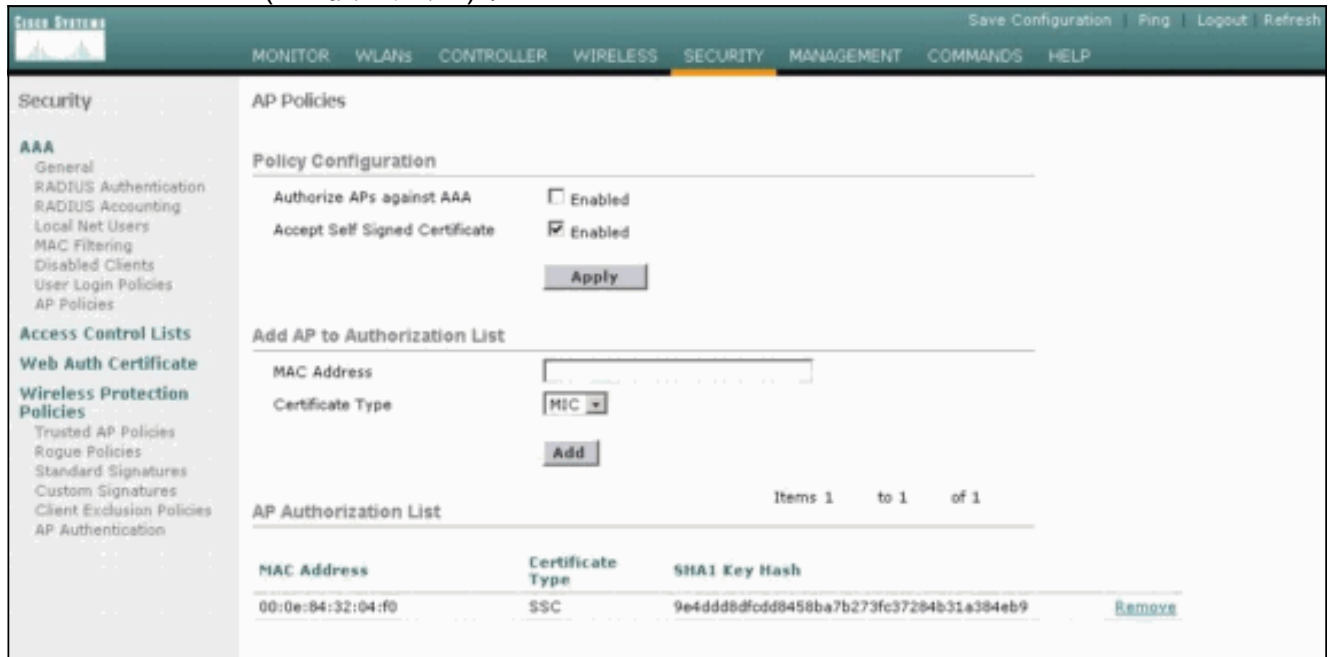 CISCO SYSTEMS
Save Configuration | Ping | Logout | Refresh
MONITOR WLANs CONTROLLER WIRELESS SECURITY MANAGEMENT COMMANDS HELP
Security
AAA
General
RADIUS Authentication
RADIUS Accounting
Local Net Users
MAC Filtering
Disabled Clients
User Login Policies
AP Policies
Access Control Lists
Web Auth Certificate
Wireless Protection
Policies
Trusted AP Policies
Rogue Policies
Standard Signatures
Custom Signatures
Client Exclusion Policies
AP Authentication
AP Policies
Policy Configuration
Authorize APs against AAA Enabled
Accept Self Signed Certificate Enabled
Apply
Add AP to Authorization List
MAC Address
Certificate Type MIC
Add
Items 1 to 1 of 1
AP Authorization List
MAC Address Certificate Type SHA1 Key Hash
00:0e:84:32:04:f0 SSC 9e4ddd8dfcdd8458ba7b273fc37284b31a384eb9 Remove